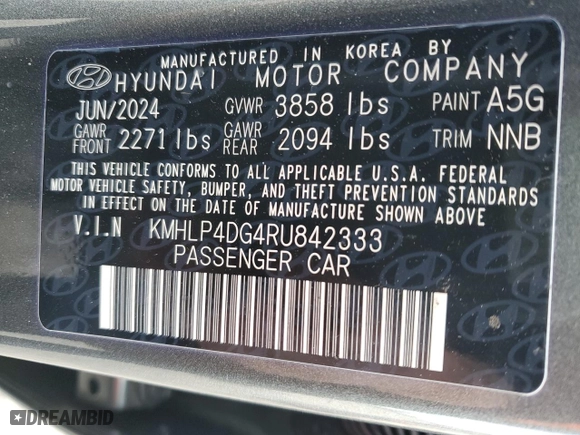 MANUFACTURED IN KOREA BY
HYUNDAI MOTOR COMPANY
JUN/2024 GVWR 3858 lbs PAINT A5G
GAWR FRONT 2271 lbs GAWR REAR 2094 lbs TRIM NNB
THIS VEHICLE CONFORMS TO ALL APPLICABLE U.S.A. FEDERAL
MOTOR VEHICLE SAFETY, BUMPER, AND THEFT PREVENTION STANDARDS
IN EFFECT ON THE DATE OF MANUFACTURE SHOWN ABOVE.
V.I.N KMHLP4DG4RU842333
PASSENGER CAR
DREAMBID